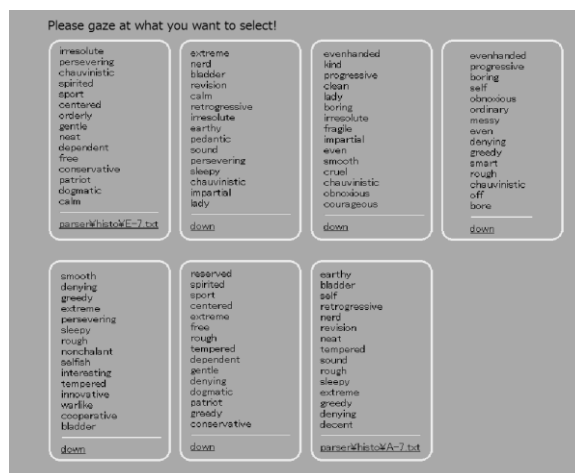 Please gaze at what you want to select!
irresolute
persevering
chauvinistic
spirited
sport
centered
orderly
gentle
neat
dependent
free
conservative
patriot
dogmatic
calm
parser¥histo¥E-7.txt
extreme
nerd
bladder
revision
calm
retrogressive
irresolute
earthy
pedantic
sound
persevering
sleepy
chauvinistic
impartial
lady
down
evenhanded
kind
progressive
clean
lady
boring
irresolute
fragile
impartial
even
smooth
cruel
chauvinistic
obnoxious
courageous
down
evenhanded
progressive
boring
self
obnoxious
ordinary
messy
even
denying
greedy
smart
rough
chauvinistic
off
bore
down
smooth
denying
greedy
extreme
persevering
sleepy
rough
nonchalant
selfish
interesting
tempered
innovative
warlike
cooperative
bladder
down
reserved
spirited
sport
centered
extreme
free
rough
tempered
dependent
gentle
denying
dogmatic
patriot
greedy
conservative
down
earthy
bladder
self
retrogressive
nerd
revision
neat
tempered
sound
rough
sleepy
extreme
greedy
denying
decent
parser¥histo¥A-7.txt